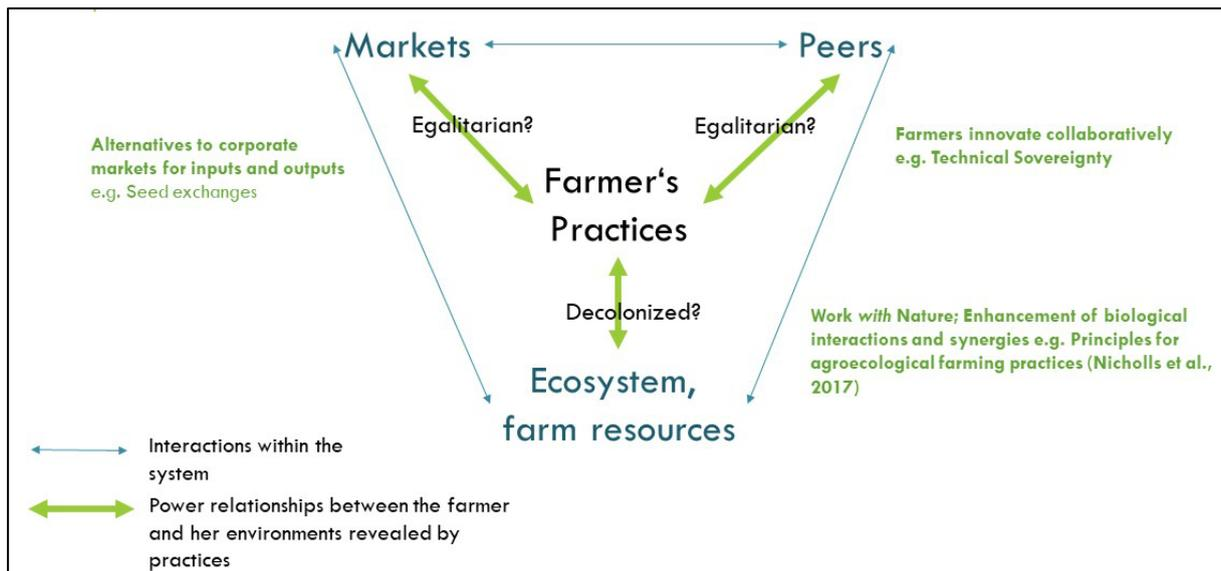 Markets
Peers
Egalitarian?
Egalitarian?
Alternatives to corporate
markets for inputs and outputs
e.g. Seed exchanges
Farmers innovate collaboratively
e.g. Technical Sovereignty
Farmer‘s
Practices
Decolonized?
Work with Nature; Enhancement of biological
interactions and synergies e.g. Principles for
agroecological farming practices (Nicholls et al.,
2017)
Ecosystem,
farm resources
Interactions within the
system
Power relationships between the farmer
and her environments revealed by
practices